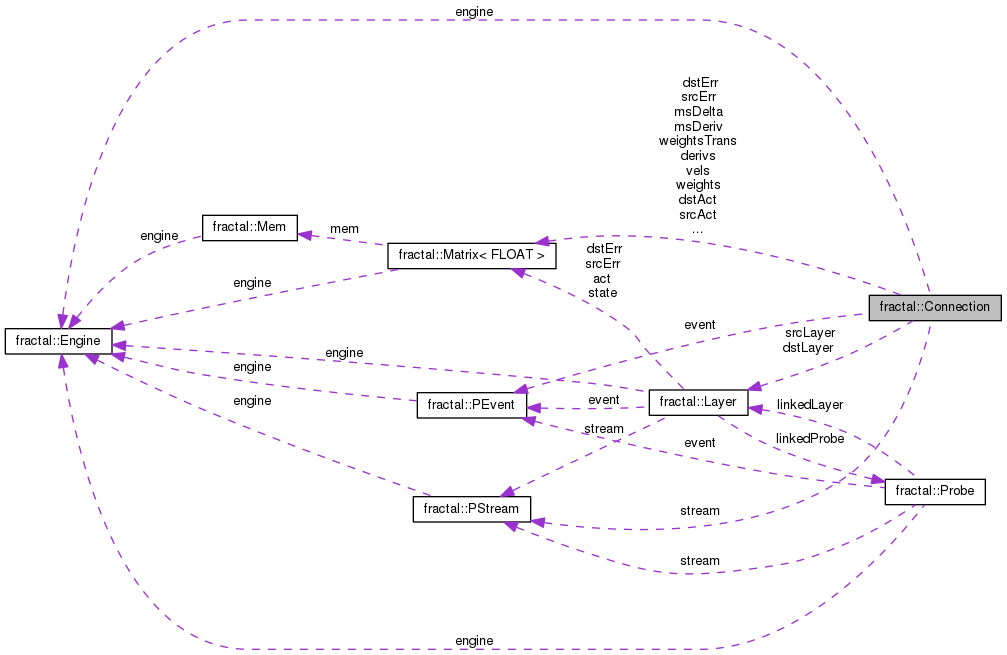 engine
dstErr
srcErr
msDelta
msDeriv
weightsTrans
derivs
vels
weights
dstAct
srcAct
...
fractal::Mem
mem
engine
fractal::Matrix< FLOAT >
dstErr
srcErr
act
state
engine
fractal::Connection
event
srcLayer
dstLayer
fractal::Engine
engine
engine
fractal::PEvent
event
fractal::Layer
linkedLayer
engine
stream
event
linkedProbe
fractal::Probe
fractal::PStream
stream
stream
engine